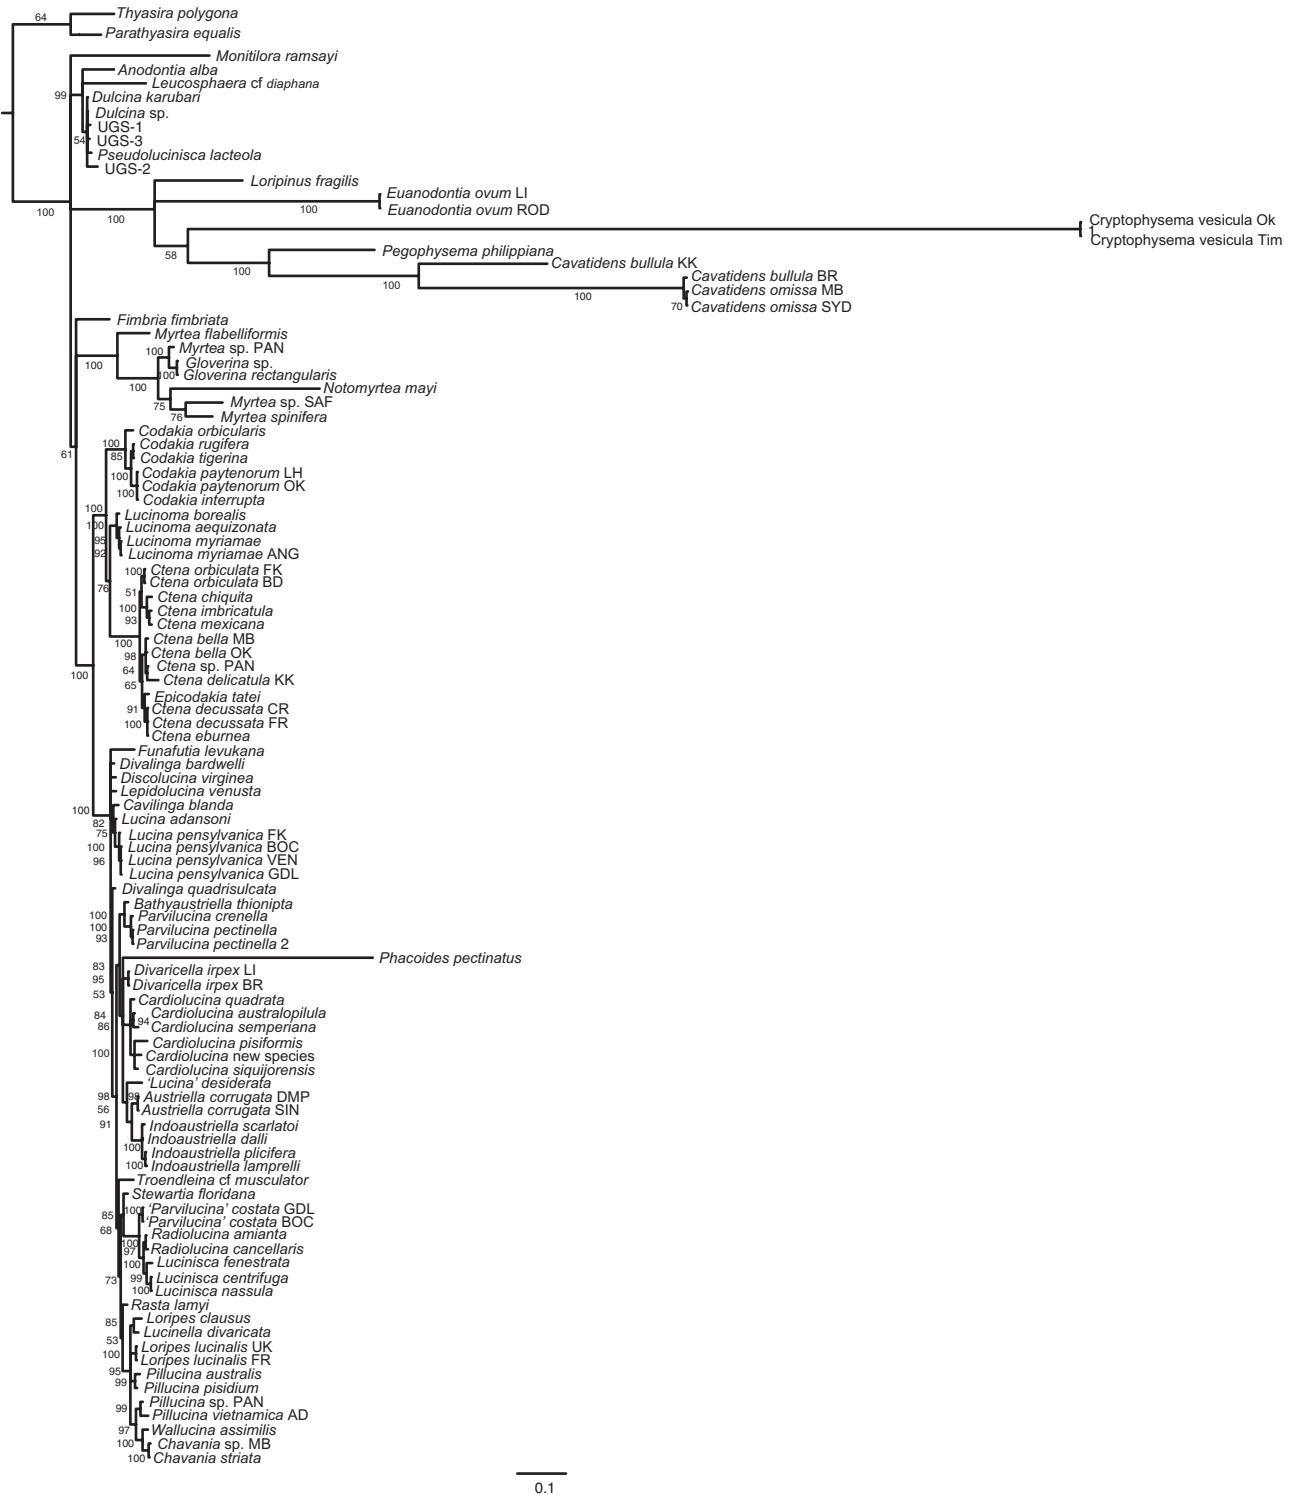 64
Thyasira polygona
Parathyasira equalis
Monitilora ramsayi
Anodontia alba
Leucosphaera cf diaphana
99
Dulcina karubari
Dulcina sp.
UGS-1
54
UGS-3
Pseudolucinisca lacteola
UGS-2
Loripinus fragilis
Euanodontia ovum LI
100
100
100
Euanodontia ovum ROD
Cryptophysema vesicula Ok
1
Cryptophysema vesicula Tim
58
Pegophysema philippiana
100
Cavatidens bullula KK
100
Cavatidens bullula BR
100
Cavatidens omissa MB
70
Cavatidens omissa SYD
Fimbria fimbriata
Myrtea flabelliformis
100
Myrtea sp. PAN
100
Gloverina sp.
100
Gloverina rectangularis
100
Notomyrtea mayi
75
Myrtea sp. SAF
76
Myrtea spinifera
61
Codakia orbicularis
100
Codakia rugifera
85
Codakia tigerina
100
Codakia paytenorum LH
Codakia paytenorum OK
100
Codakia interrupta
100
Lucinoma borealis
100
Lucinoma aequizonata
95
Lucinoma myriamae
92
Lucinoma myriamae ANG
76
100
Ctena orbiculata FK
Ctena orbiculata BD
51
Ctena chiquita
100
Ctena imbricatula
93
Ctena mexicana
100
Ctena bella MB
98
Ctena bella OK
64
Ctena sp. PAN
65
Ctena delicatula KK
100
Epicodakia tatei
91
Ctena decussata CR
100
Ctena decussata FR
Ctena eburnea
Funafutia levukana
Divalinga bardwelli
Discolucina virginea
Lepidolucina venusta
100
Cavilinga blanda
82
Lucina adansoni
75
Lucina pensylvanica FK
100
Lucina pensylvanica BOC
96
Lucina pensylvanica VEN
Lucina pensylvanica GDL
Divalinga quadrisulcata
Bathyaustriella thionipta
100
Parvilucina crenella
100
Parvilucina pectinella
93
Parvilucina pectinella 2
Phacoides pectinatus
83
Divaricella irpex LI
95
Divaricella irpex BR
53
Cardiolucina quadrata
84
Cardiolucina australopilula
94
86
Cardiolucina semperiana
Cardiolucina pisiformis
100
Cardiolucina new species
Cardiolucina siquijorensis
'Lucina' desiderata
98
98
Austriella corrugata DMP
56
Austriella corrugata SIN
91
Indoaustriella scarlatoi
Indoaustriella dalli
100
Indoaustriella plicifera
100
Indoaustriella lamprelli
Troendleina cf musculator
Stewartia floridana
100
'Parvilucina' costata GDL
85
'Parvilucina' costata BOC
68
Radiolucina amianta
100
97
Radiolucina cancellaris
100
Lucinisca fenestrata
73
99
Lucinisca centrifuga
100
Lucinisca nassula
Rasta lamyi
85
Loripes clausus
Lucinella divaricata
53
Loripes lucinalis UK
100
Loripes lucinalis FR
95
Pillucina australis
99
Pillucina pisidium
Pillucina sp. PAN
99
Pillucina vietnamica AD
97
Wallucina assimilis
100
Chavania sp. MB
100
Chavania striata
0.1